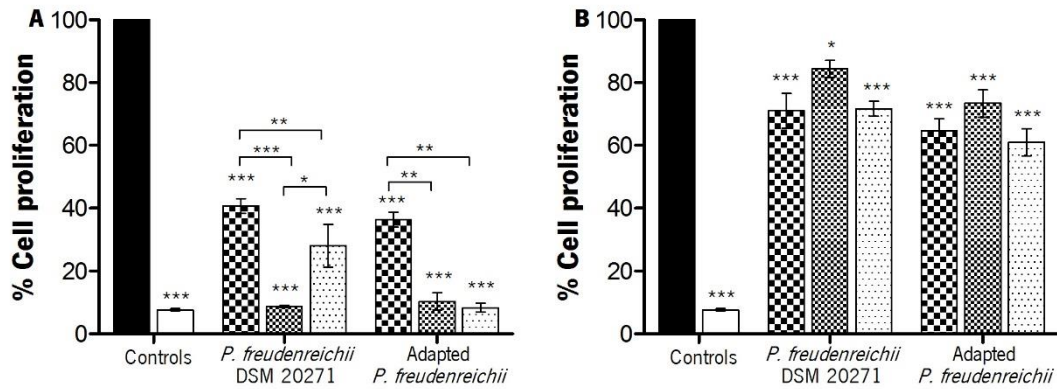 A
% Cell proliferation
100
80
60
40
20
0
***
***
***
***
**
***
*
***
***
***
**
**
Controls
P. freudenreichii
DSM 20271
Adapted
P. freudenreichii
B
% Cell proliferation
100
80
60
40
20
0
***
***
*
***
***
***
***
Controls
P. freudenreichii
DSM 20271
Adapted
P. freudenreichii